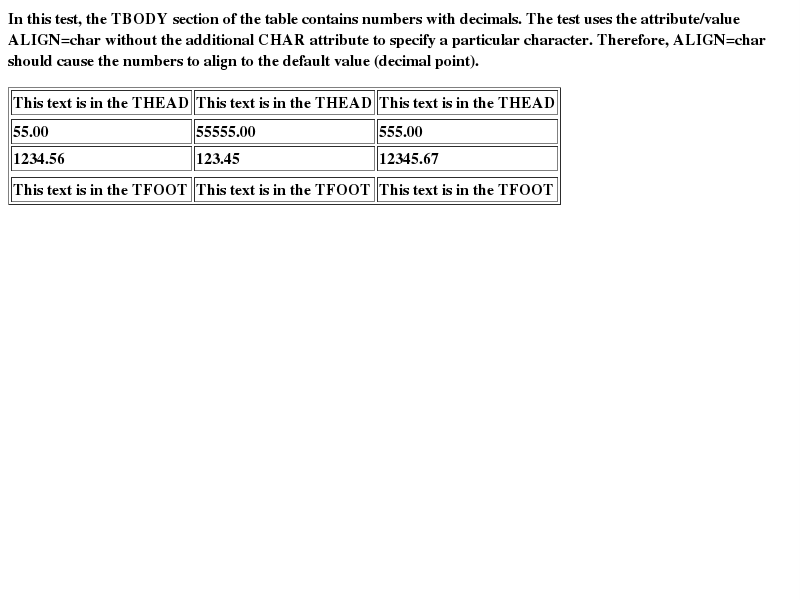 In this test, the TBODY section of the table contains numbers with decimals. The test uses the attribute/value
ALIGN=char without the additional CHAR attribute to specify a particular character. Therefore, ALIGN=char
should cause the numbers to align to the default value (decimal point).
This text is in the THEAD This text is in the THEAD This text is in the THEAD
55.00 55555.00 555.00
1234.56 123.45 12345.67
This text is in the TFOOT This text is in the TFOOT This text is in the TFOOT